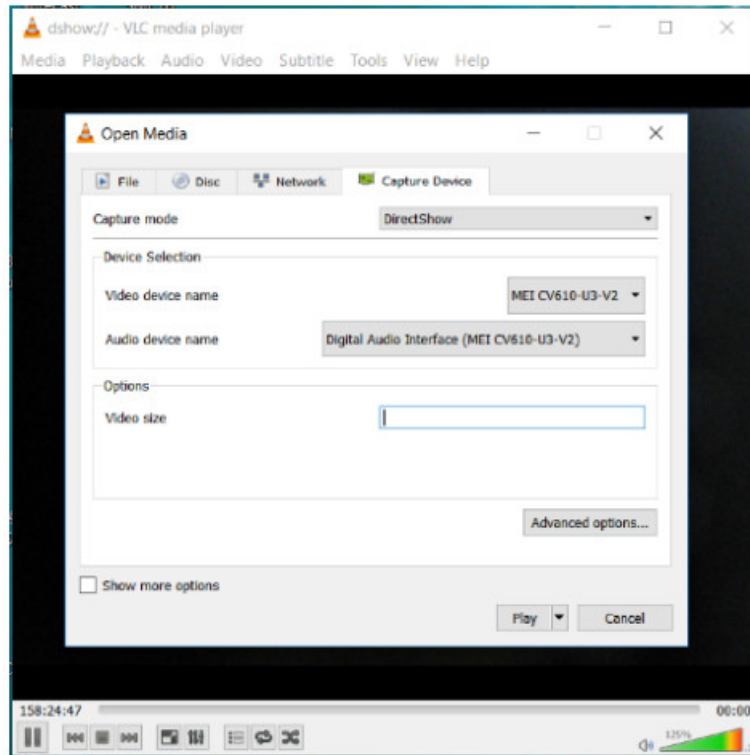 dshow:// - VLC media player
Media Playback Audio Video Subtitle Tools View Help
Open Media
File Disc Network Capture Device
Capture mode DirectShow
Device Selection
Video device name MEI CV610-U3-V2
Audio device name Digital Audio Interface (MEI CV610-U3-V2)
Options
Video size
Advanced options...
Show more options
Play Cancel
158:24:47 00:00
125%